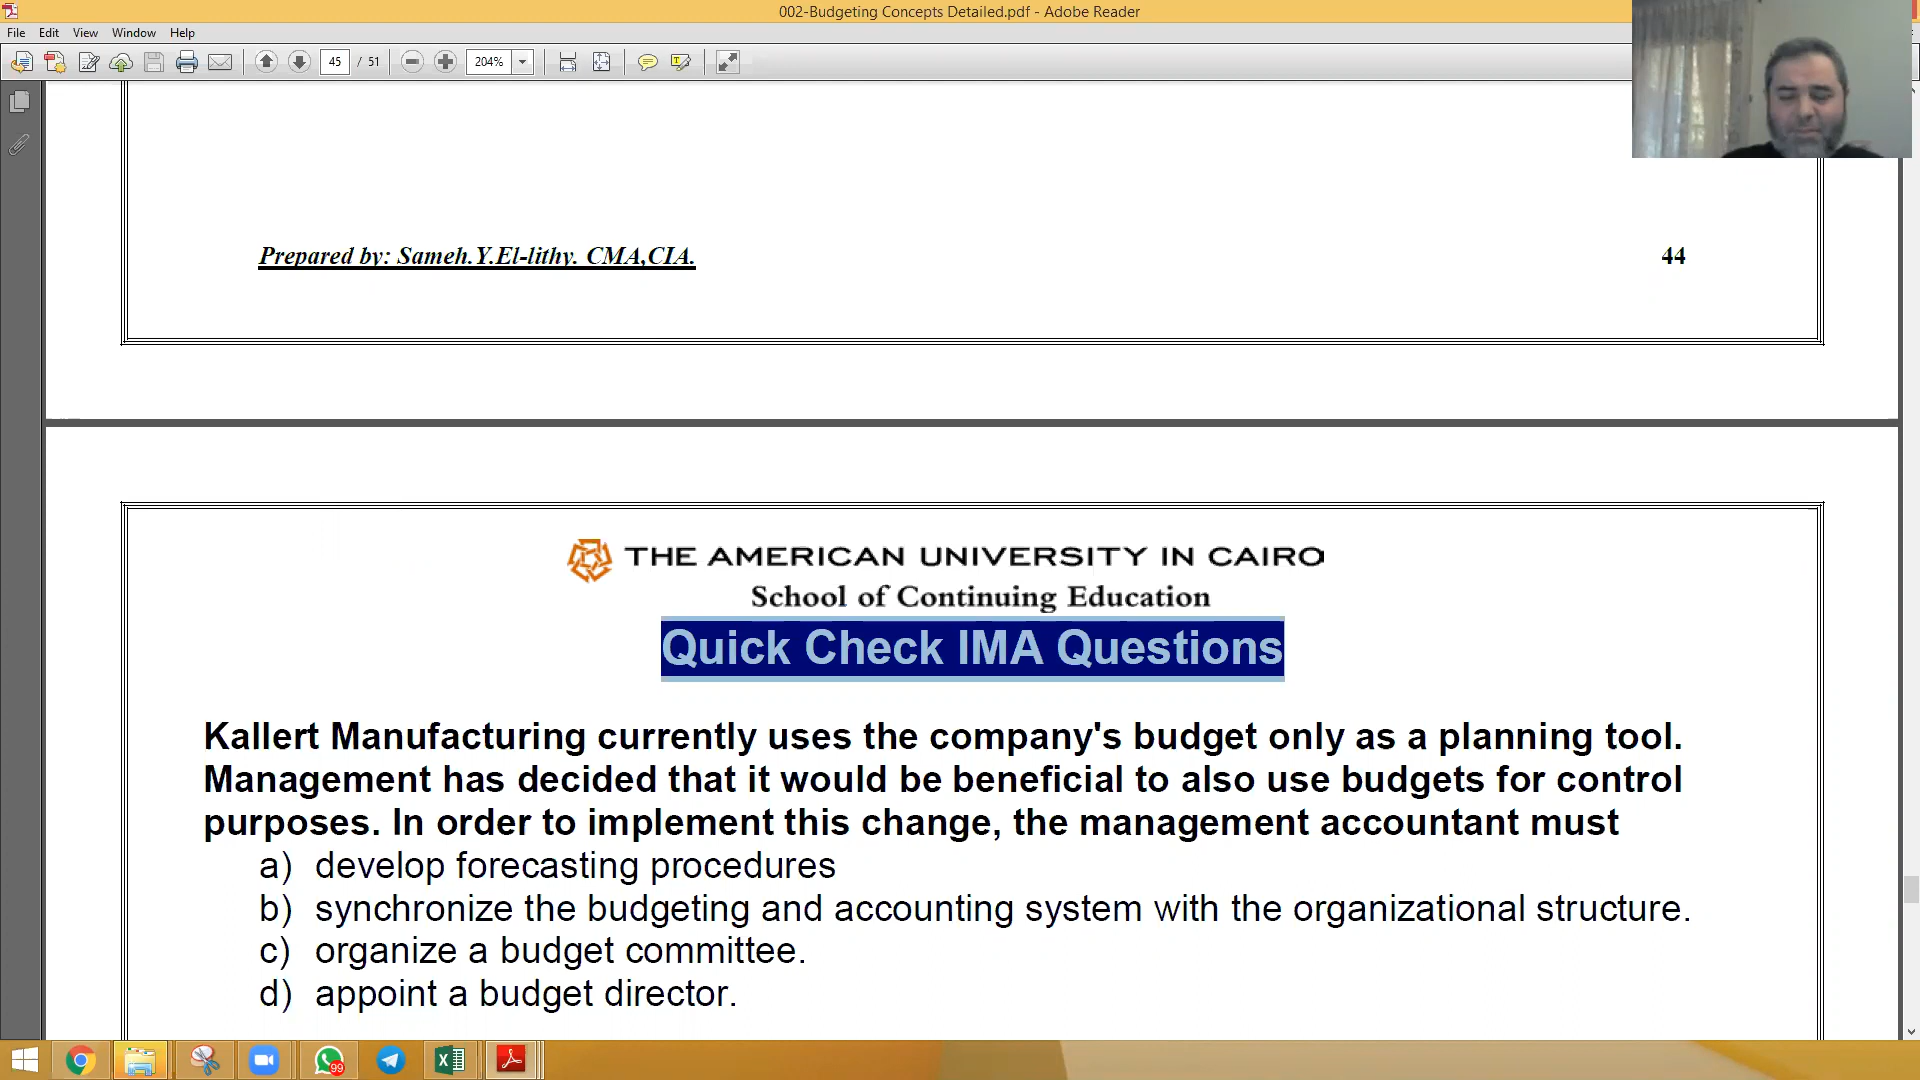 002-Budgeting Concepts Detailed.pdf - Adobe Reader
File Edit View Window Help
45 / 51 204%
Prepared by: Sameh.Y.El-lithy. CMA,CIA. 44
THE AMERICAN UNIVERSITY IN CAIRO
School of Continuing Education
Quick Check IMA Questions
Kallert Manufacturing currently uses the company's budget only as a planning tool.
Management has decided that it would be beneficial to also use budgets for control
purposes. In order to implement this change, the management accountant must
a) develop forecasting procedures
b) synchronize the budgeting and accounting system with the organizational structure.
c) organize a budget committee.
d) appoint a budget director.
99